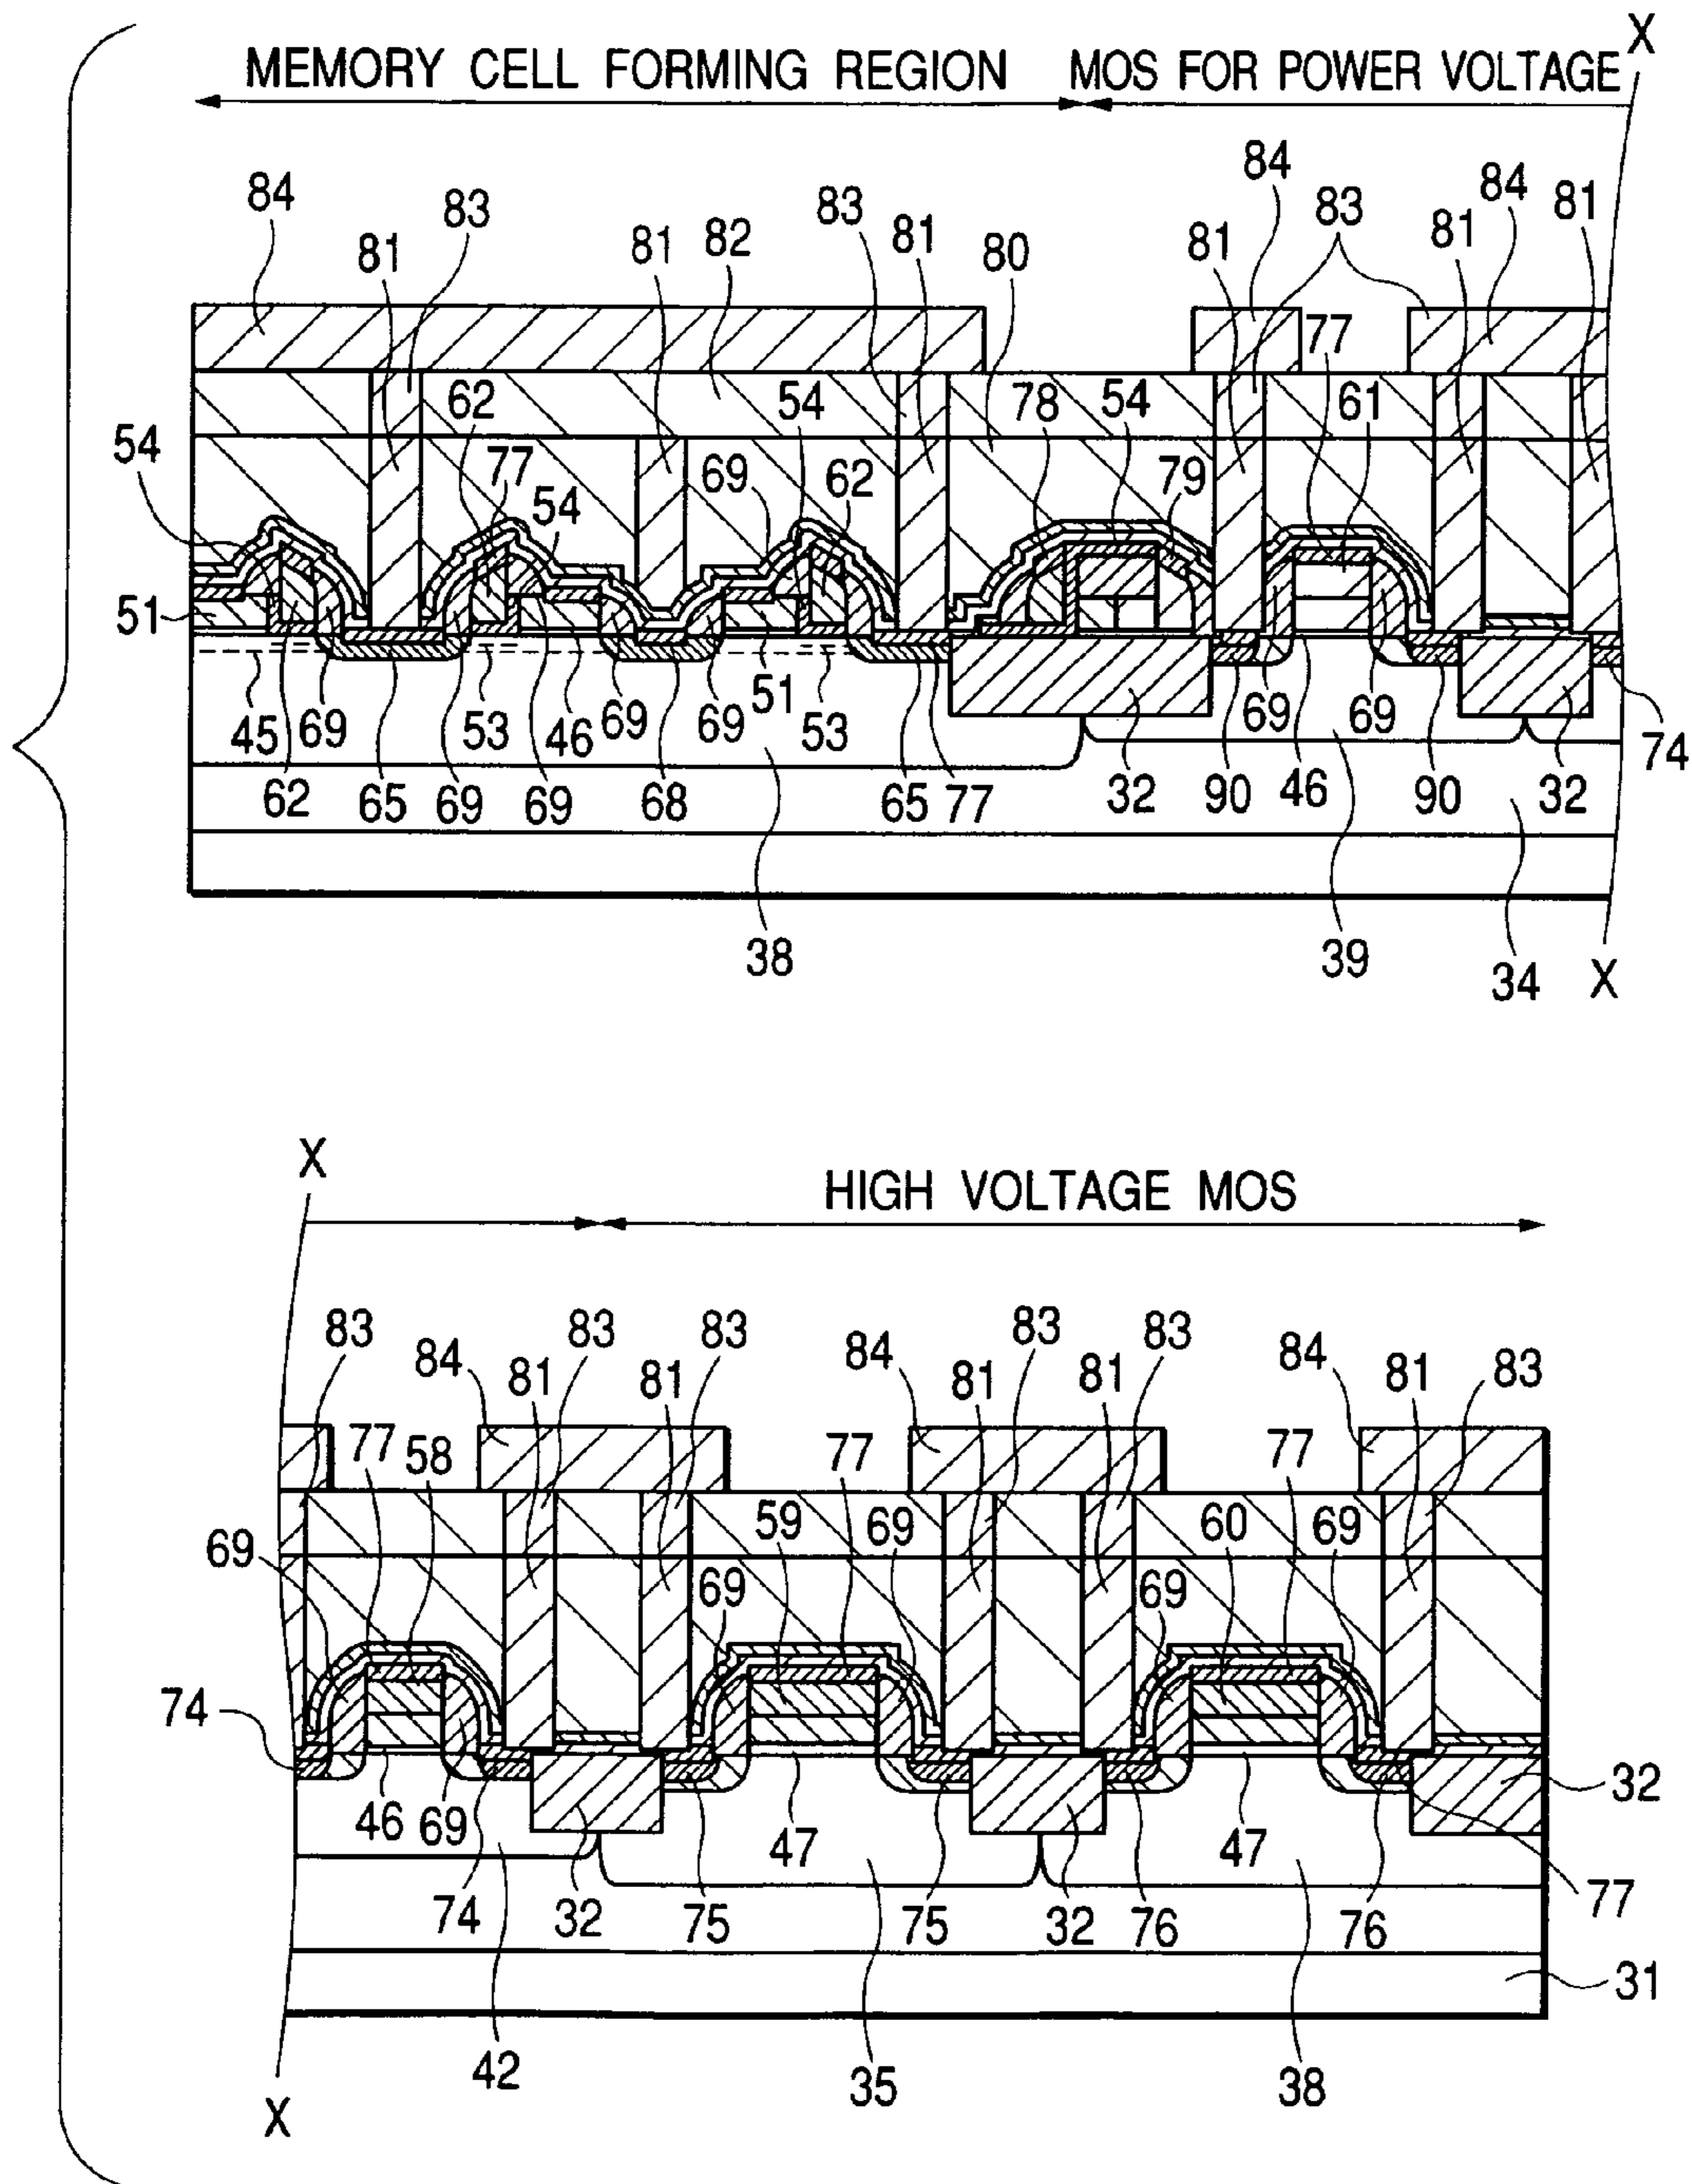 X
MEMORY CELL FORMING REGION MOS FOR POWER VOLTAGE
84 83 81 81 82 83 81 80 84 81 83 81 84 81
54 62 77 54 69 54 62 78 54 79 77 61
51 45 62 69 65 69 53 69 46 69 68 69 51 53 65 77 32 90 69 46 69 90 32 74
38 39 34 X
X
HIGH VOLTAGE MOS
83 84 81 83 81 83 84 81 83 81 83 84 81 83
69 77 58 69 59 77 69 69 60 77 69
74 46 69 74 32 75 47 75 32 76 47 76 77 32
31
42 35 38
X